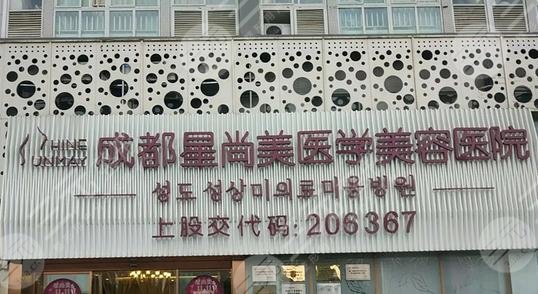 SHINE
SUNMAY
成都星尚美医学美容医院
성도 성상미의료미용병원
上股交代码:206367